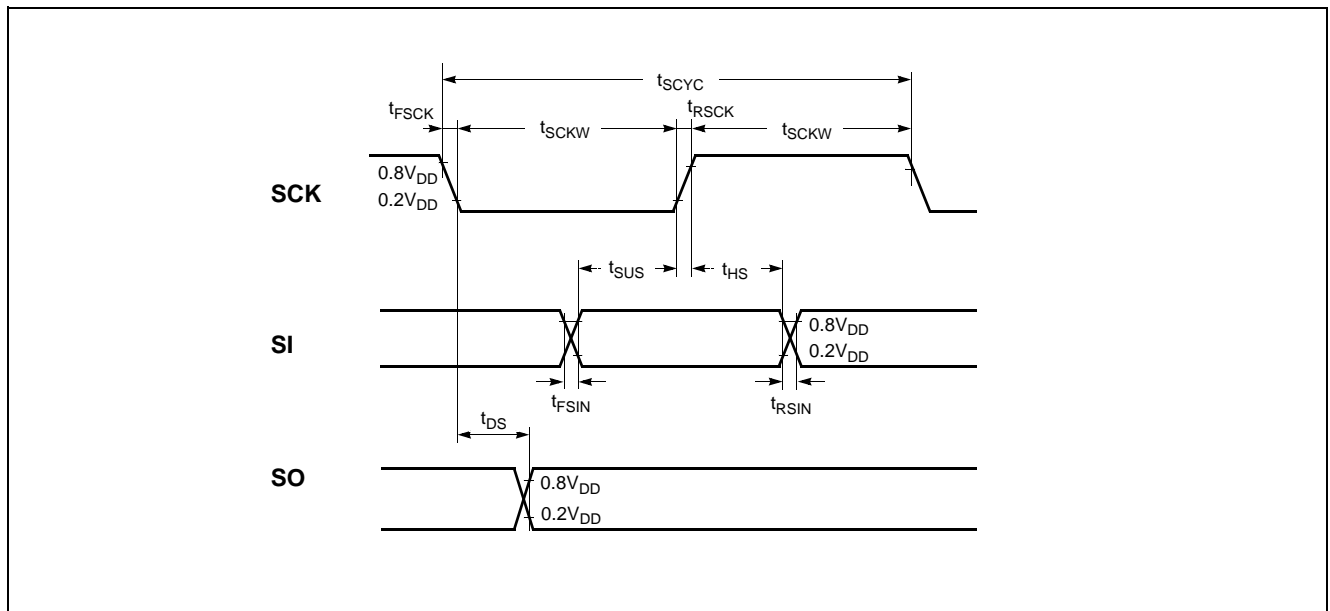 tSCYC
tFSCK
tRSCK
tSCKW
tSCKW
SCK
0.8VDD
0.2VDD
tSUS
tHS
SI
0.8VDD
0.2VDD
tFSIN
tRSIN
tDS
SO
0.8VDD
0.2VDD